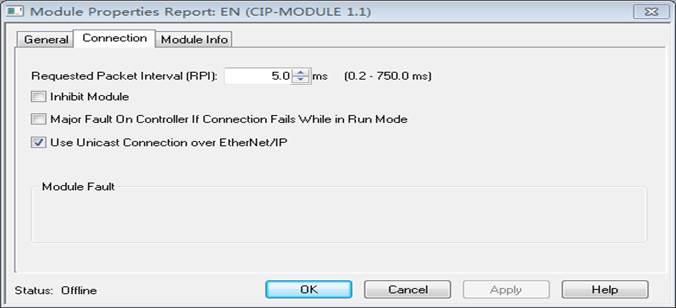 Module Properties Report: EN (CIP-MODULE 1.1)
General Connection Module Info
Requested Packet Interval (RPI): 5.0 ms (0.2 - 750.0 ms)
Inhibit Module
Major Fault On Controller If Connection Fails While in Run Mode
Use Unicast Connection over EtherNet/IP
Module Fault
Status: Offline OK Cancel Apply Help